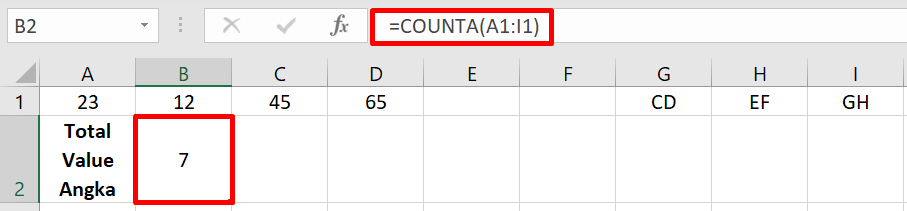 B2 fx =COUNTA(A1:I1)
A B C D E F G H I
1 23 12 45 65 CD EF GH
Total
Value 7
2 Angka